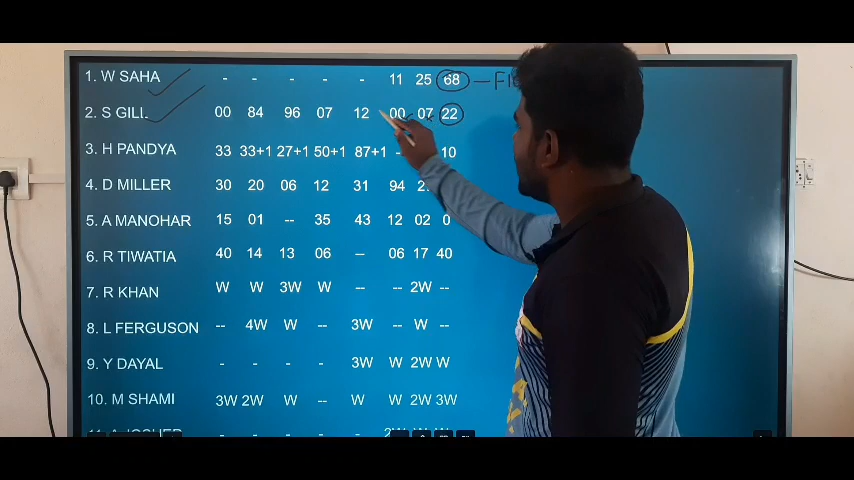 1. W SAHA - - - - - 11 25 68 —
2. S GILL 00 84 96 07 12 00 07 22
3. H PANDYA 33 33+1 27+1 50+1 87+1 - 10
4. D MILLER 30 20 06 12 31 94
5. A MANOHAR 15 01 -- 35 43 12 02 0
6. R TIWATIA 40 14 13 06 -- 06 17 40
7. R KHAN W W 3W W -- -- 2W --
8. L FERGUSON -- 4W W -- 3W -- W --
9. Y DAYAL - - - - 3W W 2W W
10. M SHAMI 3W 2W W -- W W 2W 3W